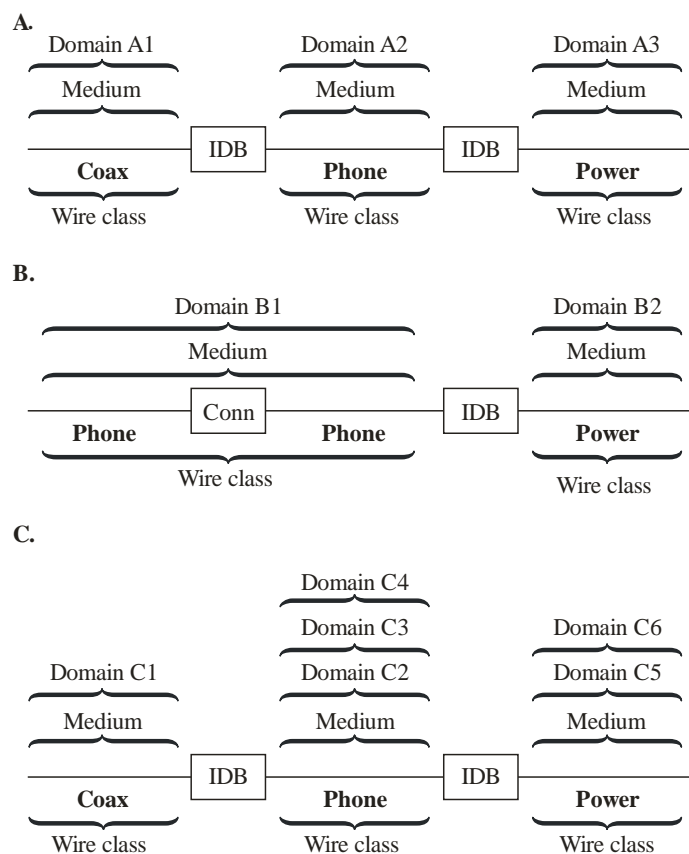 A.
Domain A1 Domain A2 Domain A3
Medium Medium Medium
IDB IDB
Coax Phone Power
Wire class Wire class Wire class
B.
Domain B1 Domain B2
Medium Medium
Conn IDB
Phone Phone Power
Wire class Wire class
C.
Domain C4
Domain C3 Domain C6
Domain C1 Domain C2 Domain C5
Medium Medium Medium
IDB IDB
Coax Phone Power
Wire class Wire class Wire class